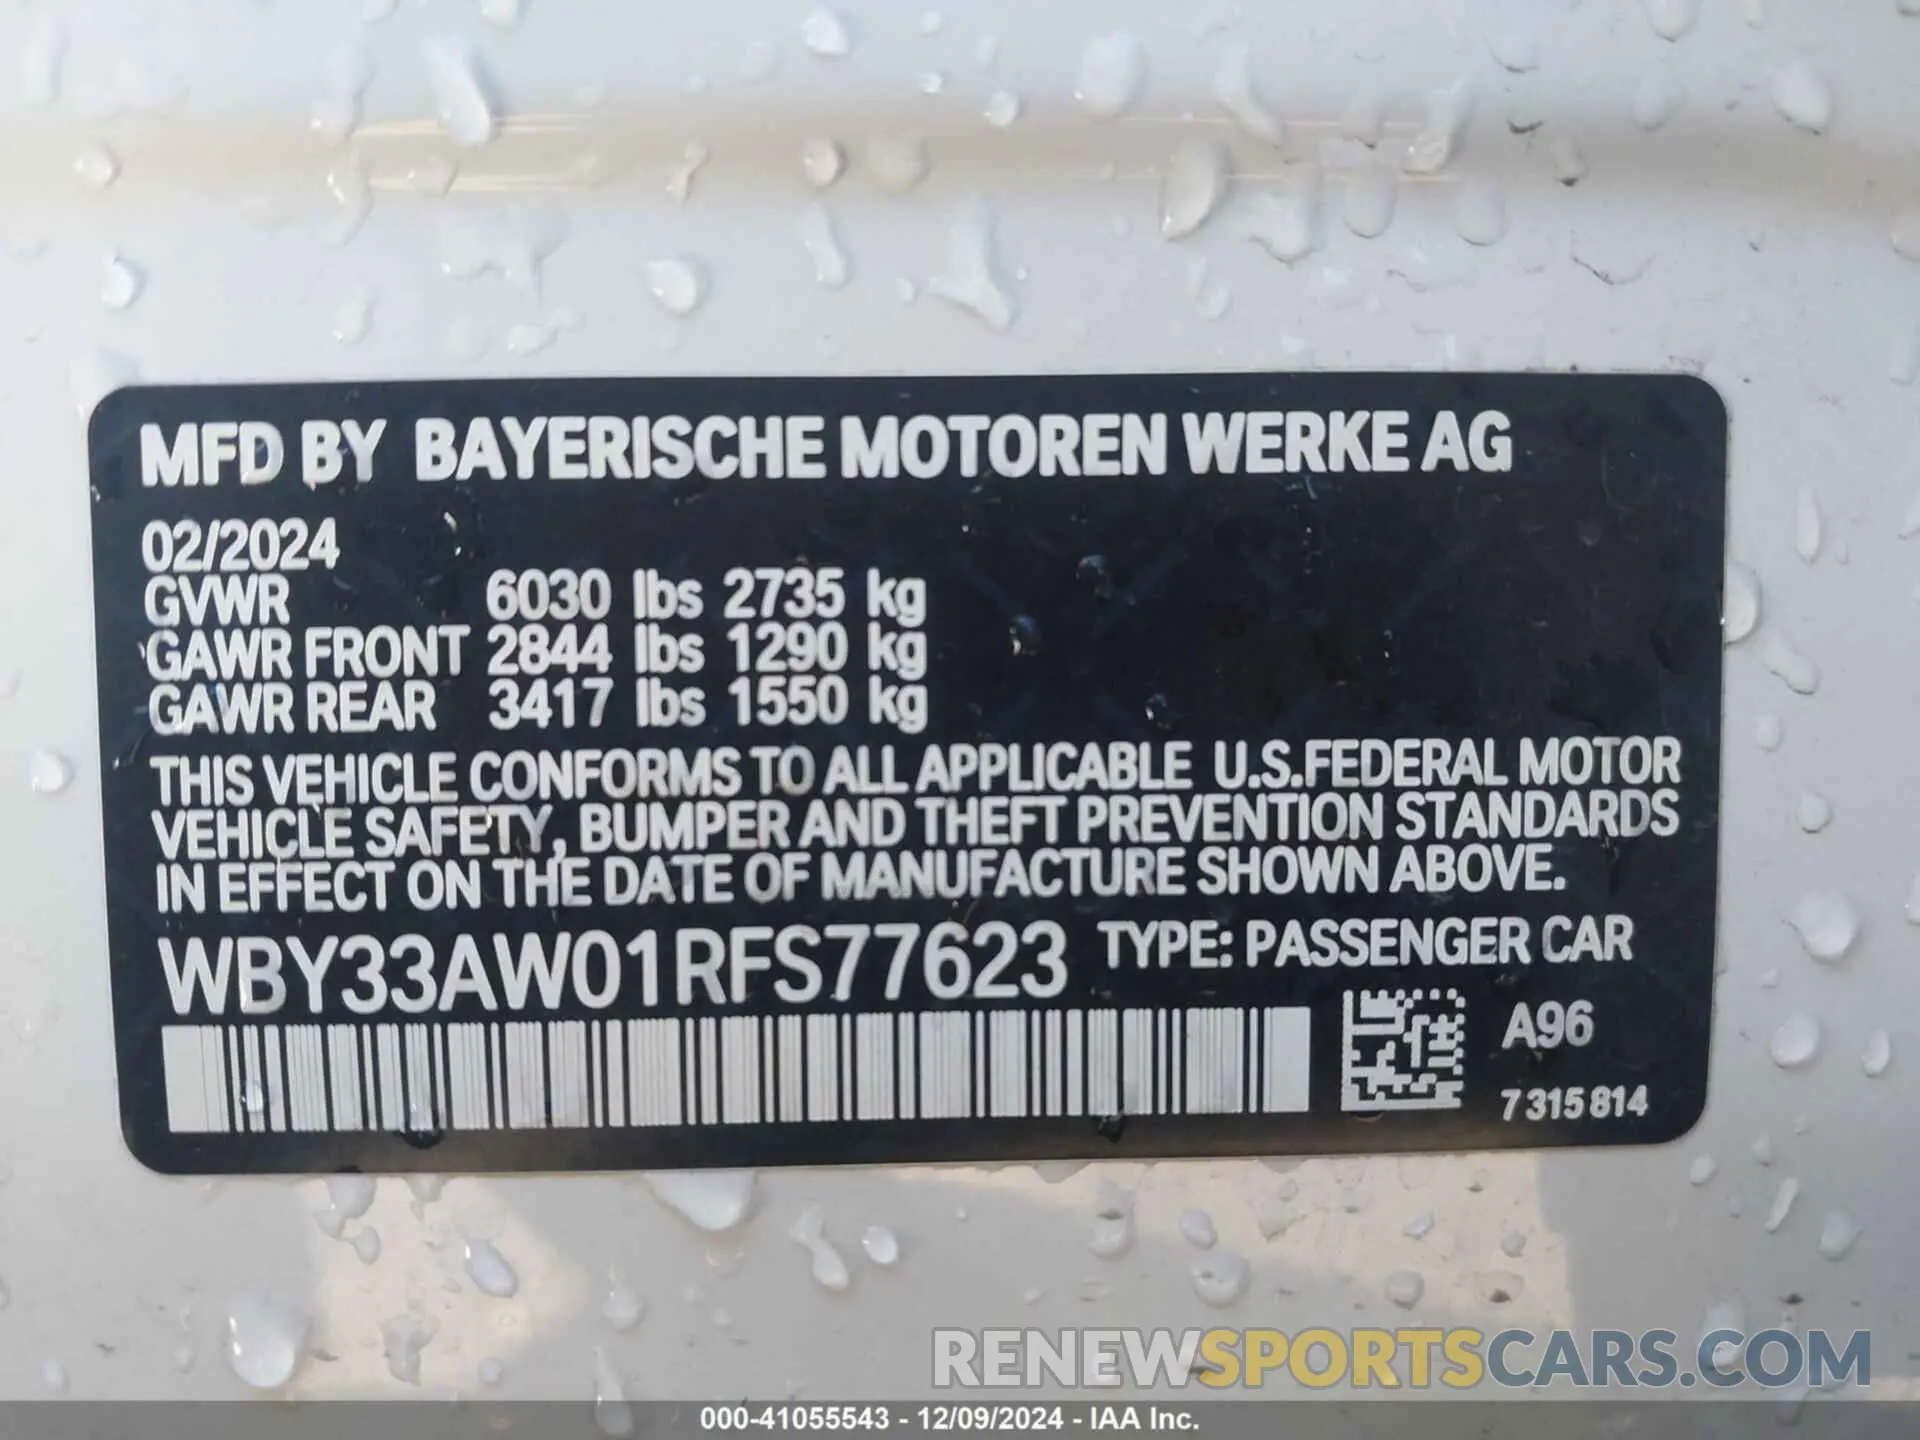 MFD BY BAYERISCHE MOTOREN WERKE AG
02/2024
GVWR 6030 lbs 2735 kg
GAWR FRONT 2844 lbs 1290 kg
GAWR REAR 3417 lbs 1550 kg
THIS VEHICLE CONFORMS TO ALL APPLICABLE U.S.FEDERAL MOTOR
VEHICLE SAFETY, BUMPER AND THEFT PREVENTION STANDARDS
IN EFFECT ON THE DATE OF MANUFACTURE SHOWN ABOVE.
WBY33AW01RFS77623 TYPE: PASSENGER CAR
A96
7 315 814
RENEWSPORTSCARS.COM
000-41055543 - 12/09/2024 - IAA Inc.